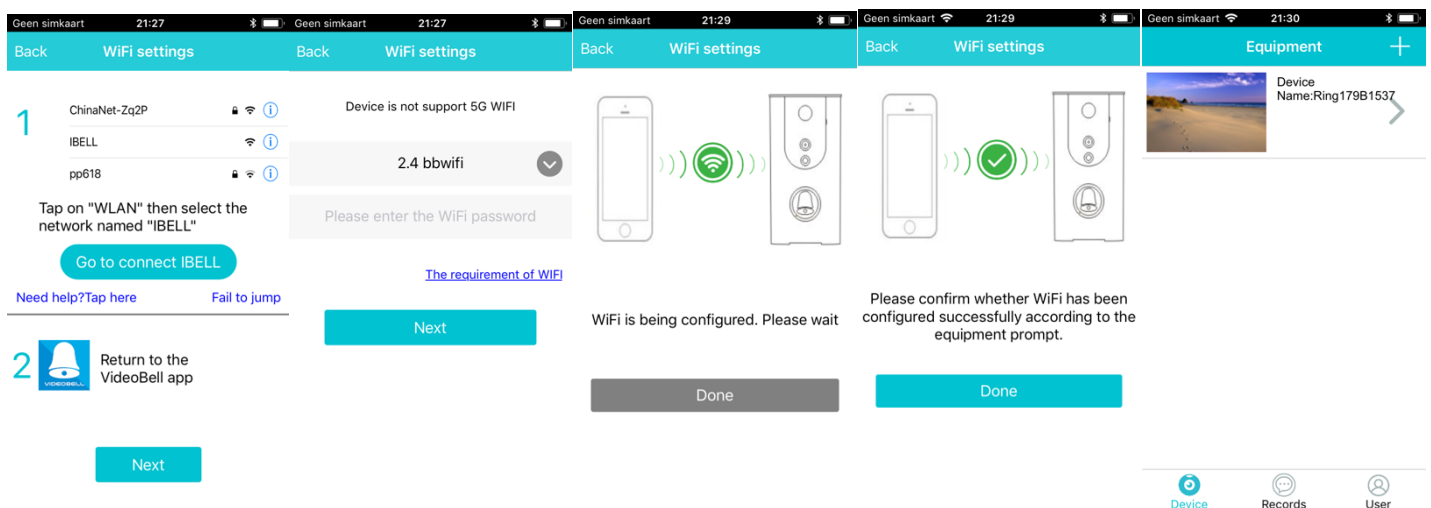 Geen simkaart 21:27
Back WiFi settings
1
ChinaNet-Zq2P
IBELL
pp618
Tap on "WLAN" then select the
network named "IBELL"
Go to connect IBELL
Need help?Tap here Fail to jump
2
VIDEOBELL
Return to the
VideoBell app
Next
Geen simkaart 21:27
Back WiFi settings
Device is not support 5G WIFI
2.4 bbwifi
Please enter the WiFi password
The requirement of WIFI
Next
Geen simkaart 21:29
Back WiFi settings
WiFi is being configured. Please wait
Done
Geen simkaart 21:29
Back WiFi settings
Please confirm whether WiFi has been
configured successfully according to the
equipment prompt.
Done
Geen simkaart 21:30
Equipment
Device
Name:Ring179B1537
Device Records User